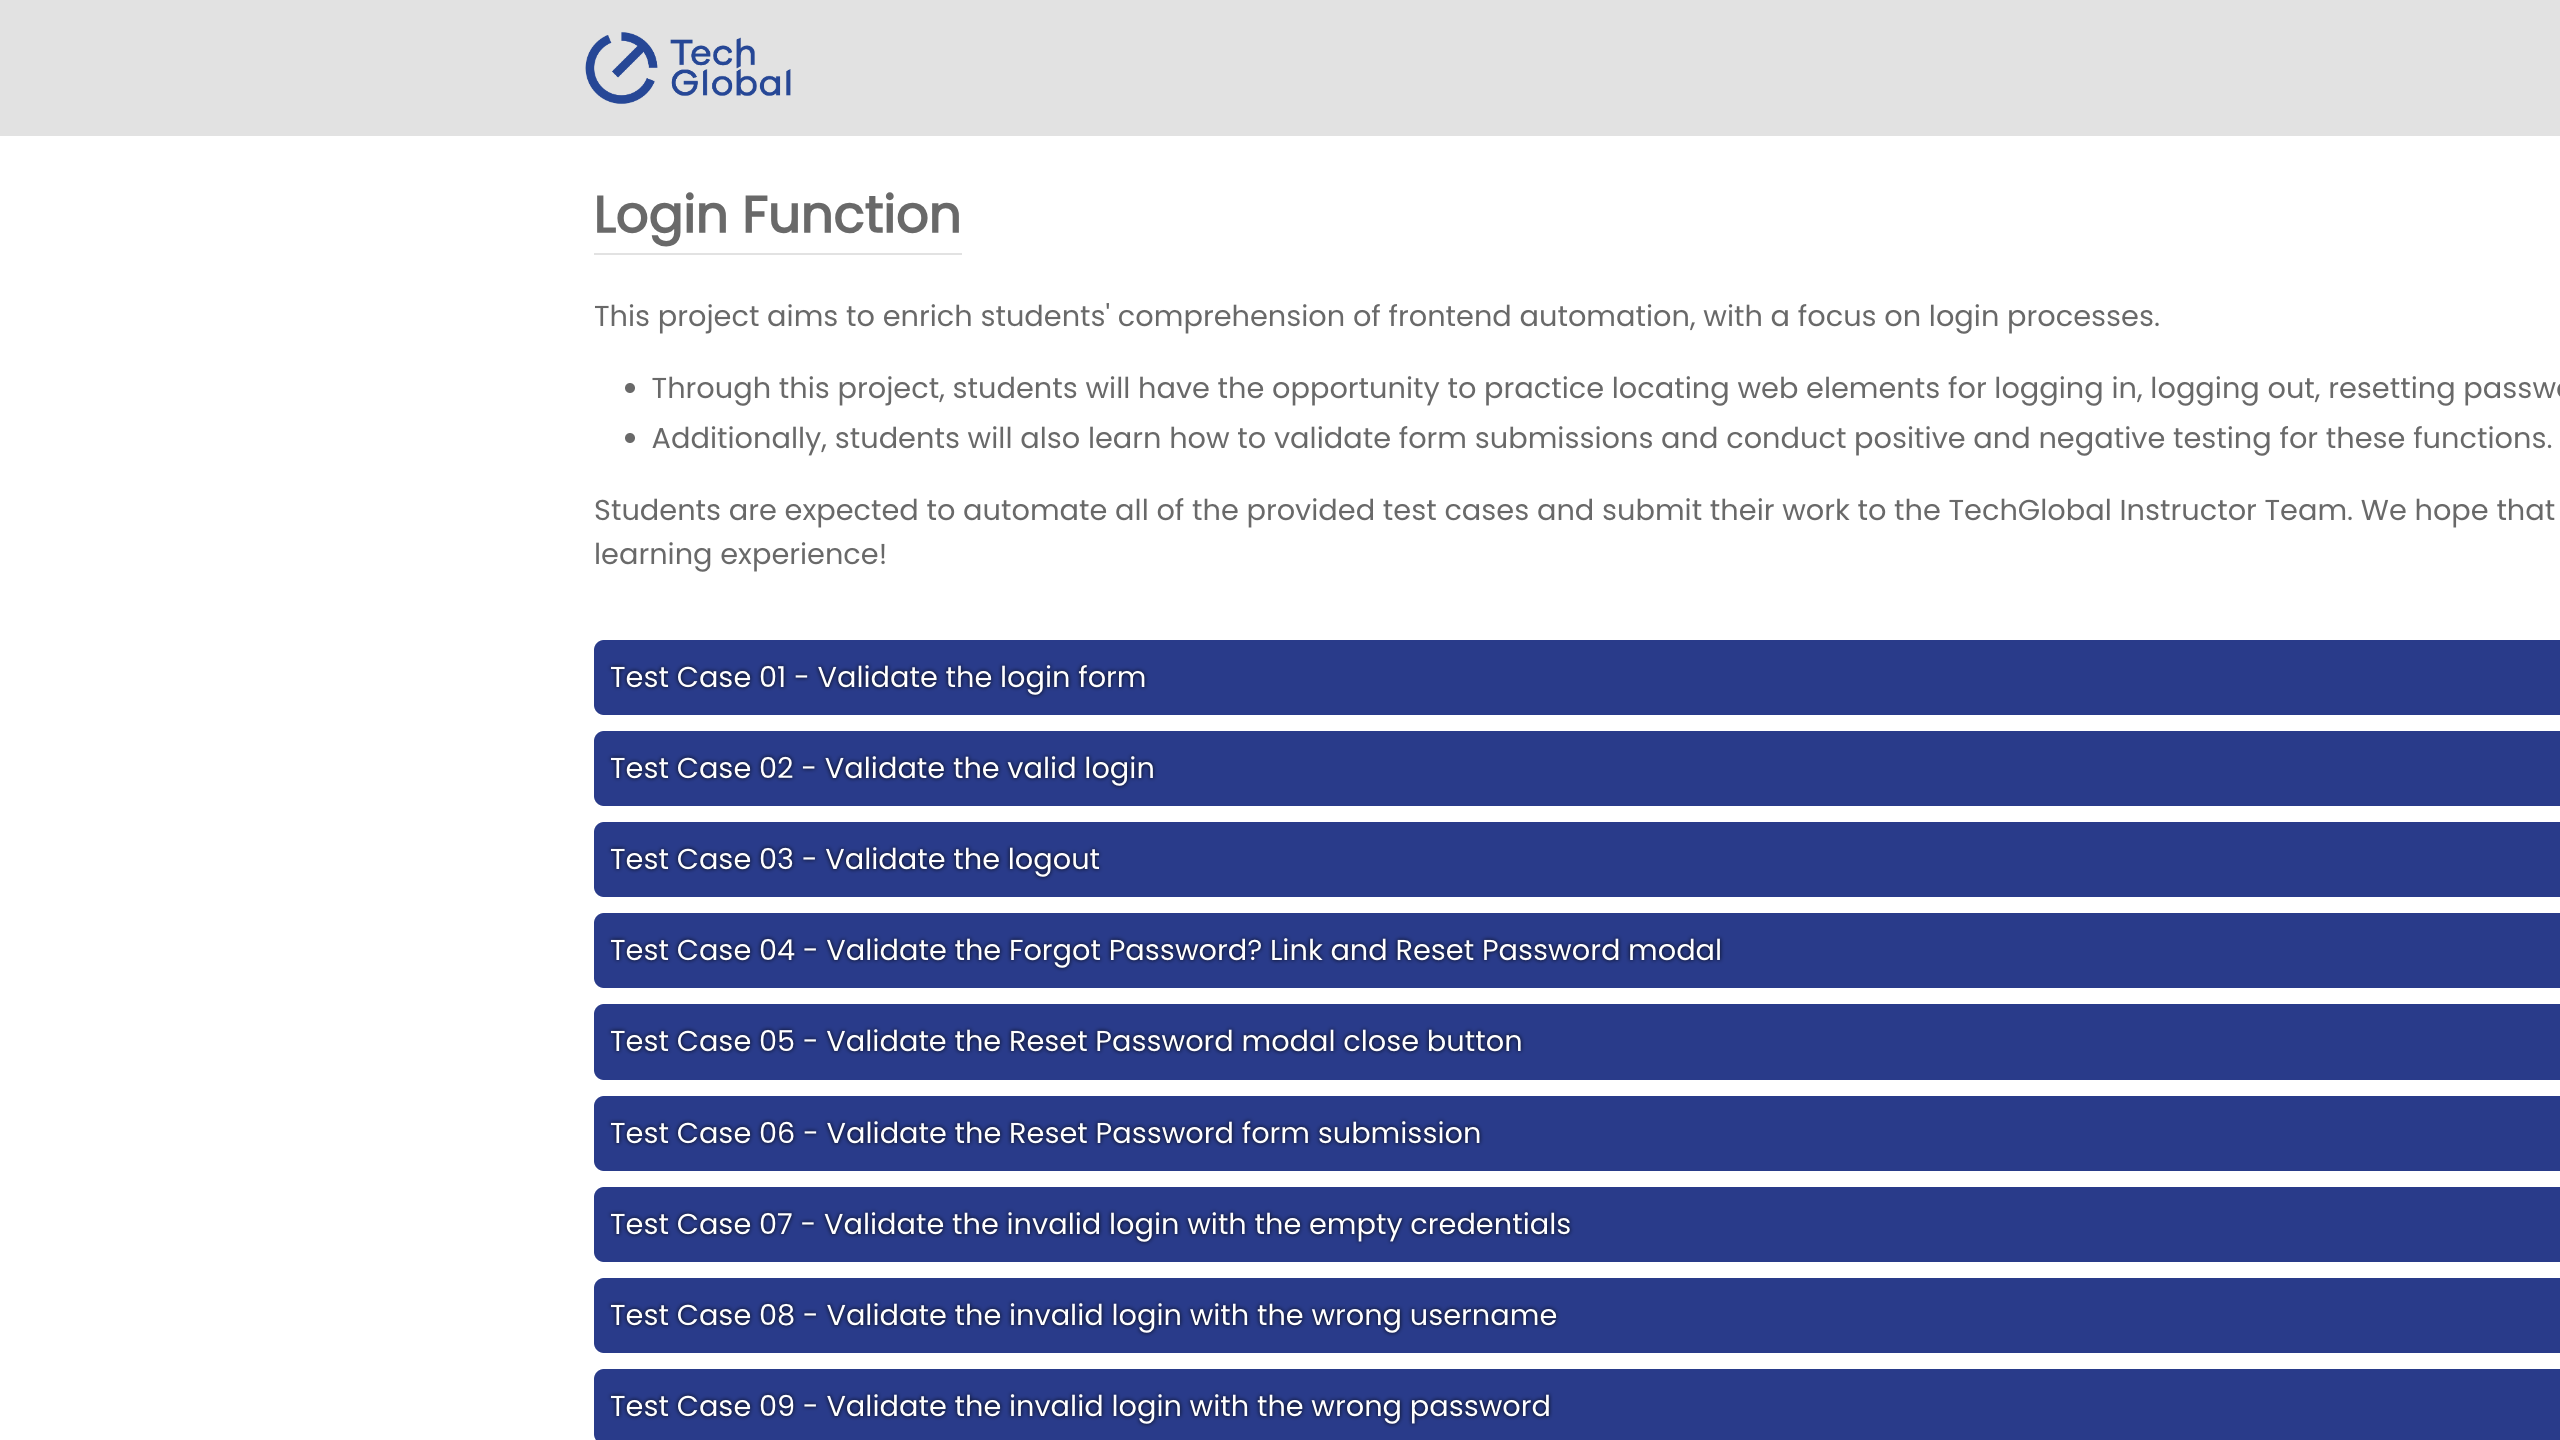 Tech
Global
Login Function
This project aims to enrich students' comprehension of frontend automation, with a focus on login processes.
• Through this project, students will have the opportunity to practice locating web elements for logging in, logging out, resetting
• Additionally, students will also learn how to validate form submissions and conduct positive and negative testing for these functions.
Students are expected to automate all of the provided test cases and submit their work to the TechGlobal Instructor Team. We hope that
learning experience!
Test Case 01 - Validate the login form
Test Case 02 - Validate the valid login
Test Case 03 - Validate the logout
Test Case 04 - Validate the Forgot Password? Link and Reset Password modal
Test Case 05 - Validate the Reset Password modal close button
Test Case 06 - Validate the Reset Password form submission
Test Case 07 - Validate the invalid login with the empty credentials
Test Case 08 - Validate the invalid login with the wrong username
Test Case 09 - Validate the invalid login with the wrong password